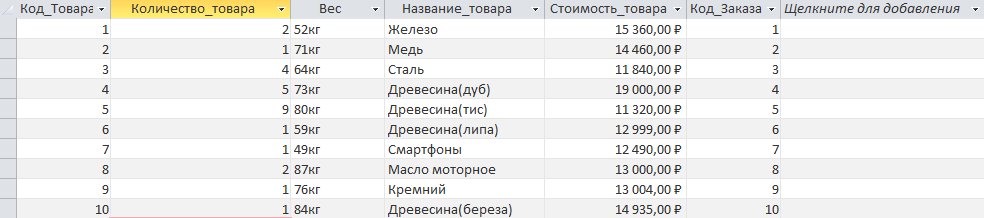 Код_Товара Количество_товара Вес Название_товара Стоимость_товара Код_Заказа Щелкните для добавления
1 2 52кг Железо 15 360,00 ₽ 1
2 1 71кг Медь 14 460,00 ₽ 2
3 4 64кг Сталь 11 840,00 ₽ 3
4 5 73кг Древесина(дуб) 19 000,00 ₽ 4
5 9 80кг Древесина(тис) 11 320,00 ₽ 5
6 1 59кг Древесина(липа) 12 999,00 ₽ 6
7 1 49кг Смартфоны 12 490,00 ₽ 7
8 2 87кг Масло моторное 13 000,00 ₽ 8
9 1 76кг Кремний 13 004,00 ₽ 9
10 1 84кг Древесина(береза) 14 935,00 ₽ 10